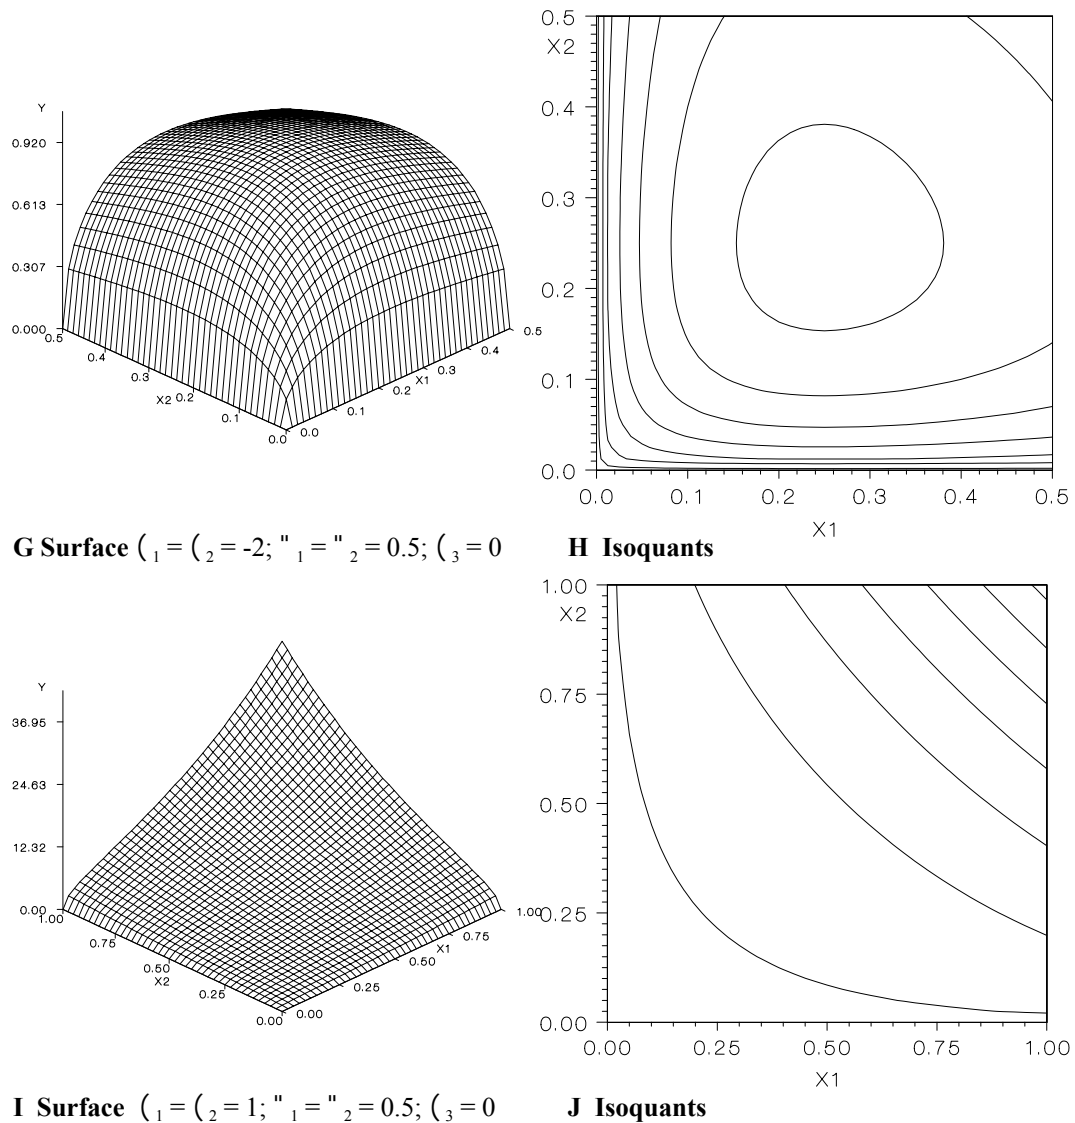 Y
0.920
0.613
0.307
0.000
0.5
0.4
0.3
X2
0.2
0.1
0.0
0.0
0.1
0.2
X1
0.3
0.4
0.5
0.5
X2
0.4
0.3
0.2
0.1
0.0
0.0 0.1 0.2 0.3 0.4 0.5
X1
G Surface (₁ = (₂ = -2; "₁ = "₂ = 0.5; (₃ = 0
H Isoquants
Y
36.95
24.63
12.32
0.00
1.00
0.75
0.50
X2
0.25
0.00
0.00
0.25
0.50
X1
0.75
1.00
1.00
X2
0.75
0.50
0.25
0.00
0.00 0.25 0.50 0.75 1.00
X1
I Surface (₁ = (₂ = 1; "₁ = "₂ = 0.5; (₃ = 0
J Isoquants